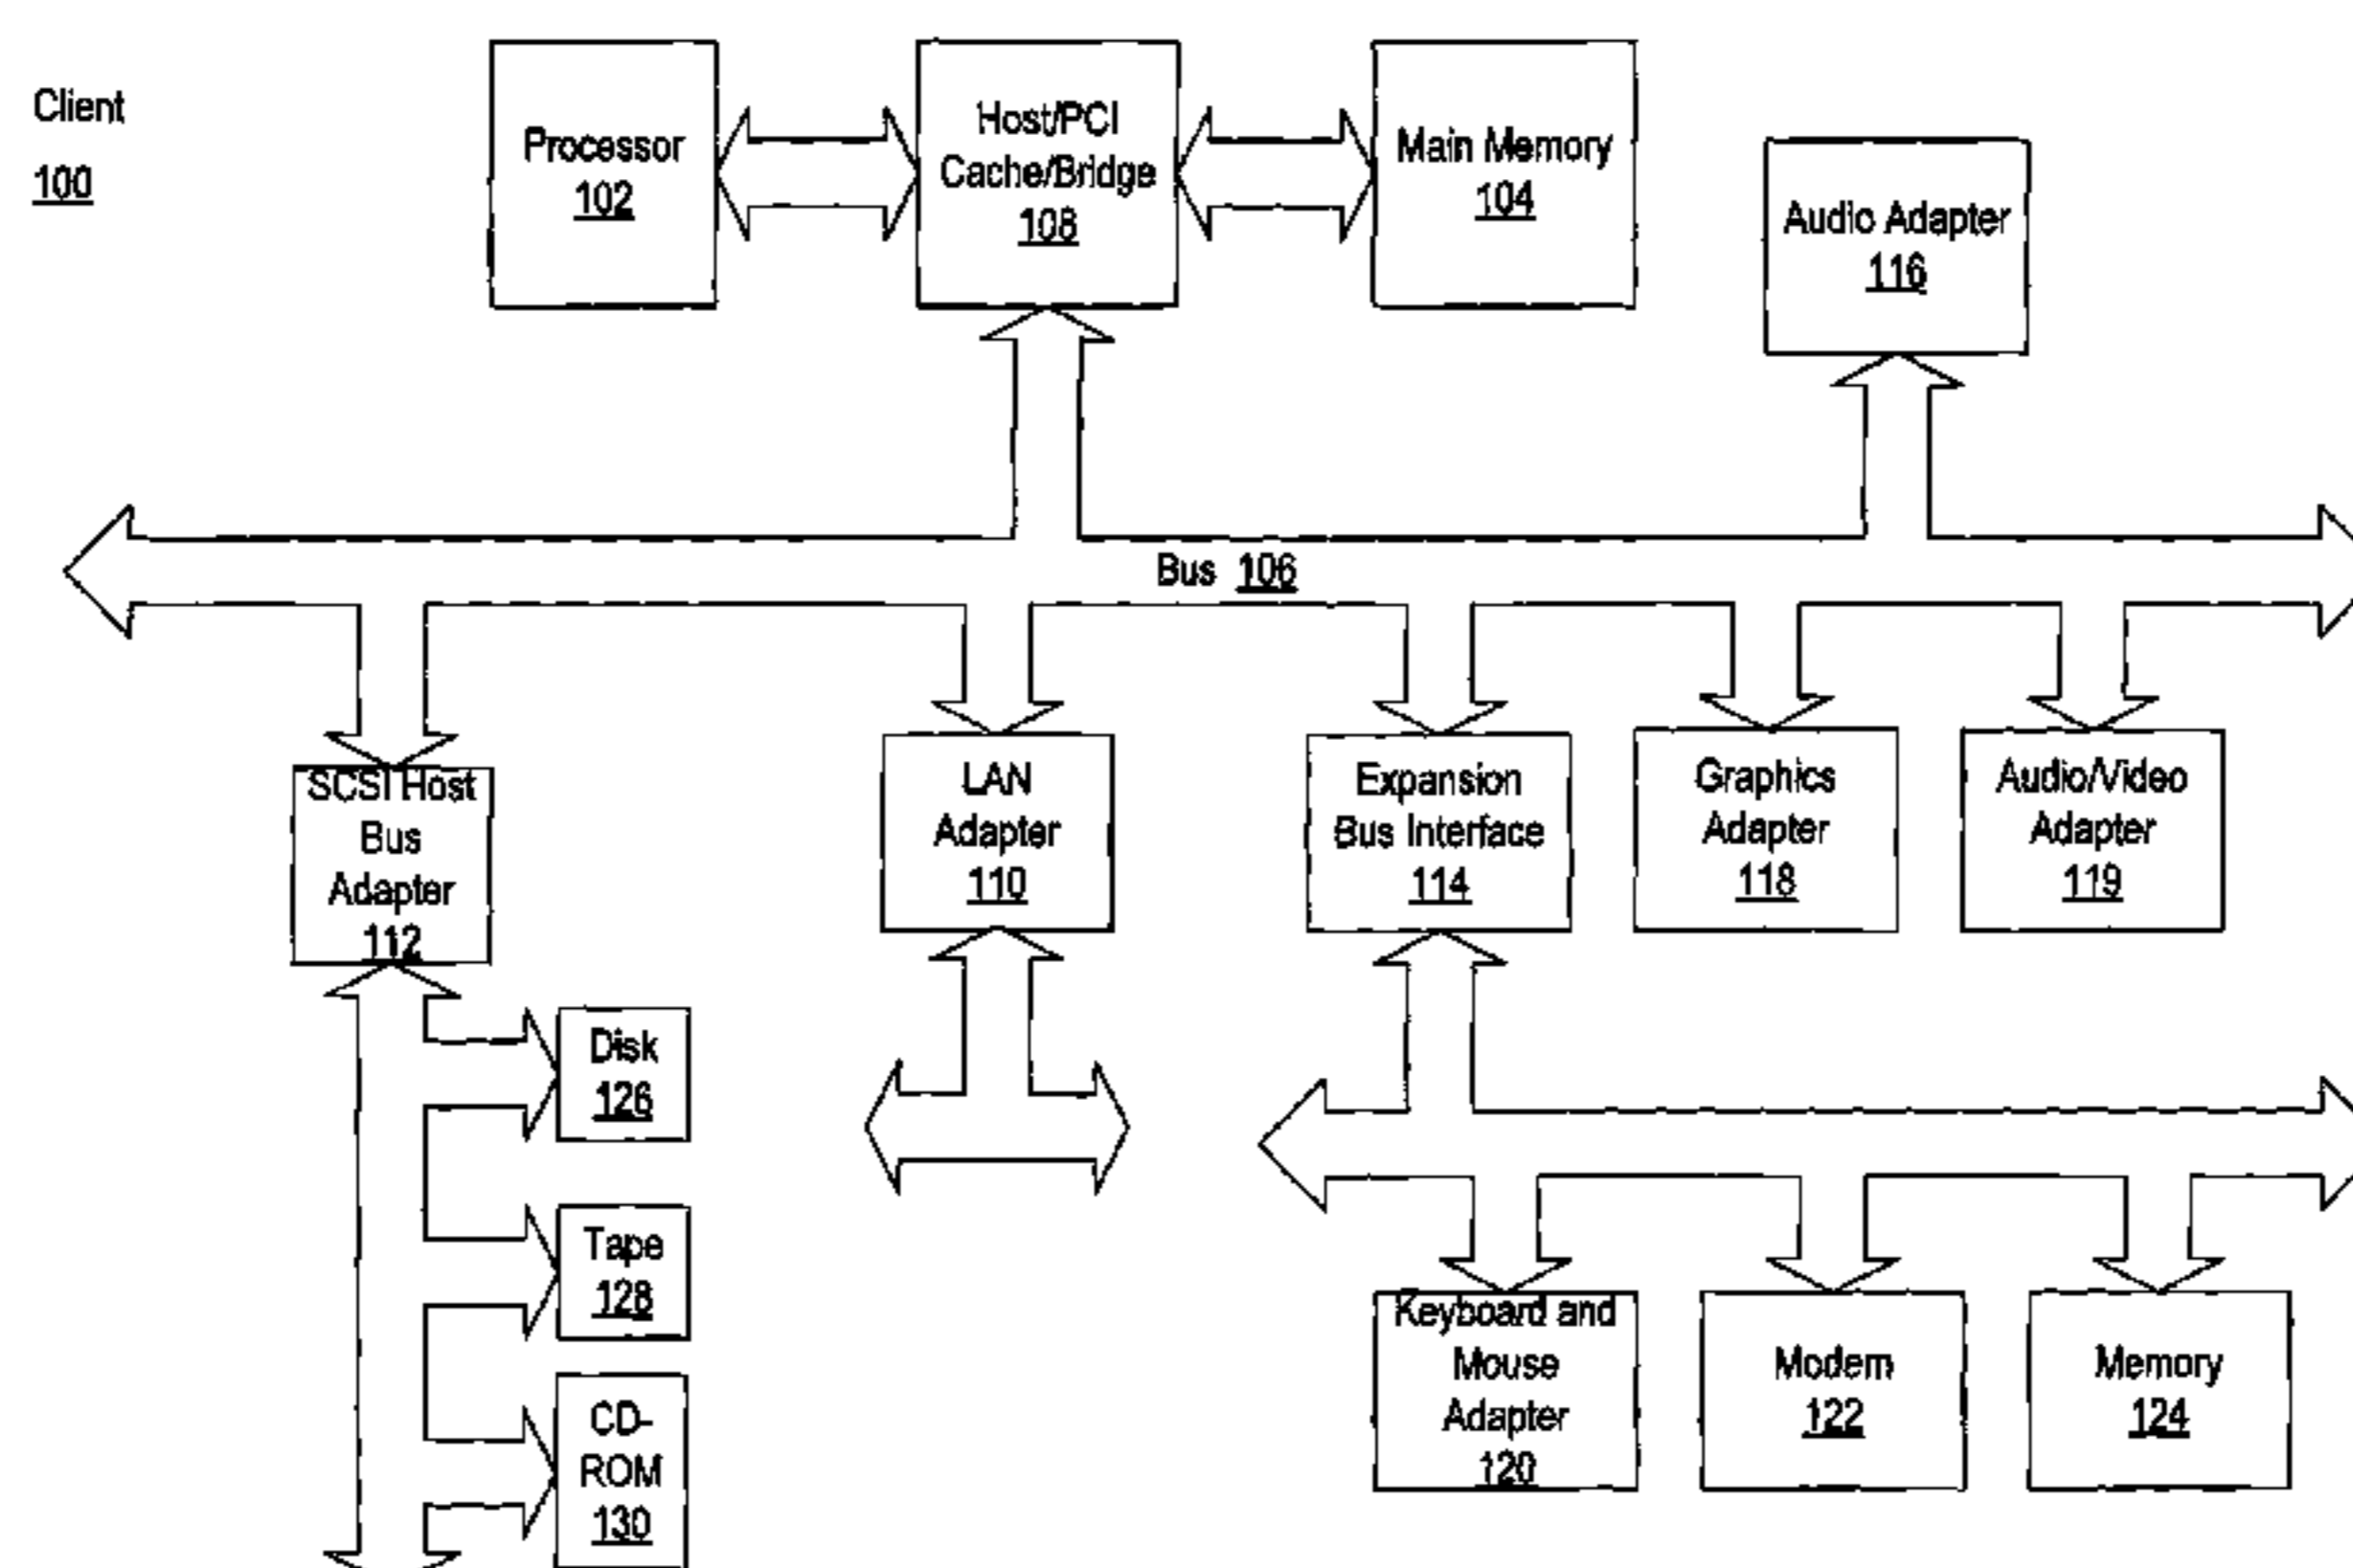 Client
100
Processor
102
Host/PCI
Cache/Bridge
108
Main Memory
104
Audio Adapter
116
Bus 106
SCSI Host
Bus
Adapter
112
LAN
Adapter
110
Expansion
Bus Interface
114
Graphics
Adapter
118
Audio/Video
Adapter
119
Disk
126
Tape
128
CD-
ROM
130
Keyboard and
Mouse
Adapter
120
Modem
122
Memory
124